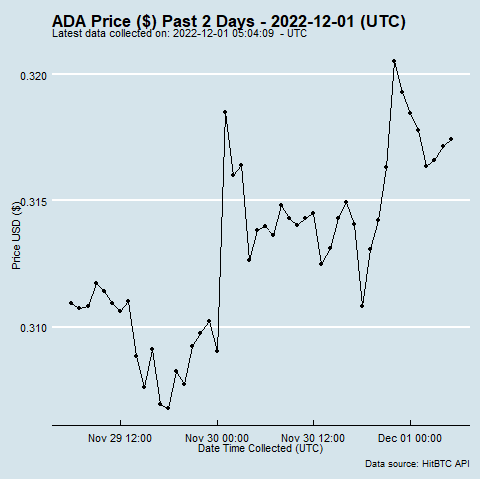 ADA Price ($) Past 2 Days - 2022-12-01 (UTC)
Latest data collected on: 2022-12-01 05:04:09  - UTC
0.320
0.315
0.310
Price USD ($)
Nov 29 12:00
Nov 30 00:00
Nov 30 12:00
Dec 01 00:00
Date Time Collected (UTC)
Data source: HitBTC API